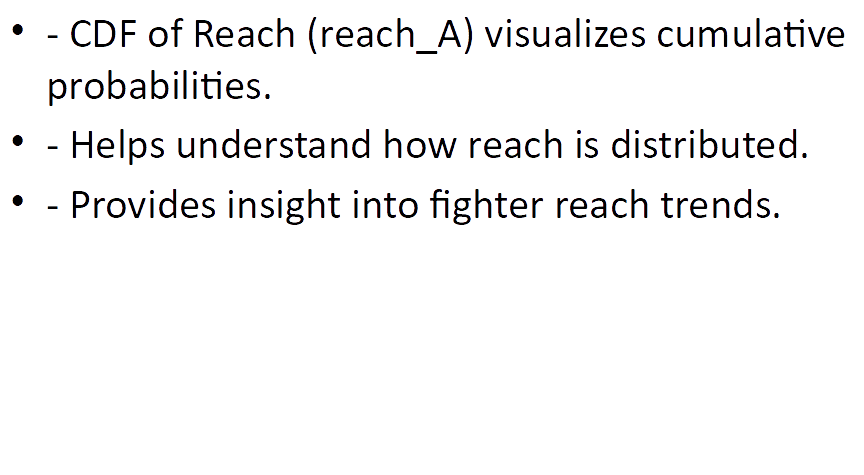 • - CDF of Reach (reach_A) visualizes cumulative
probabilities.
• - Helps understand how reach is distributed.
• - Provides insight into fighter reach trends.